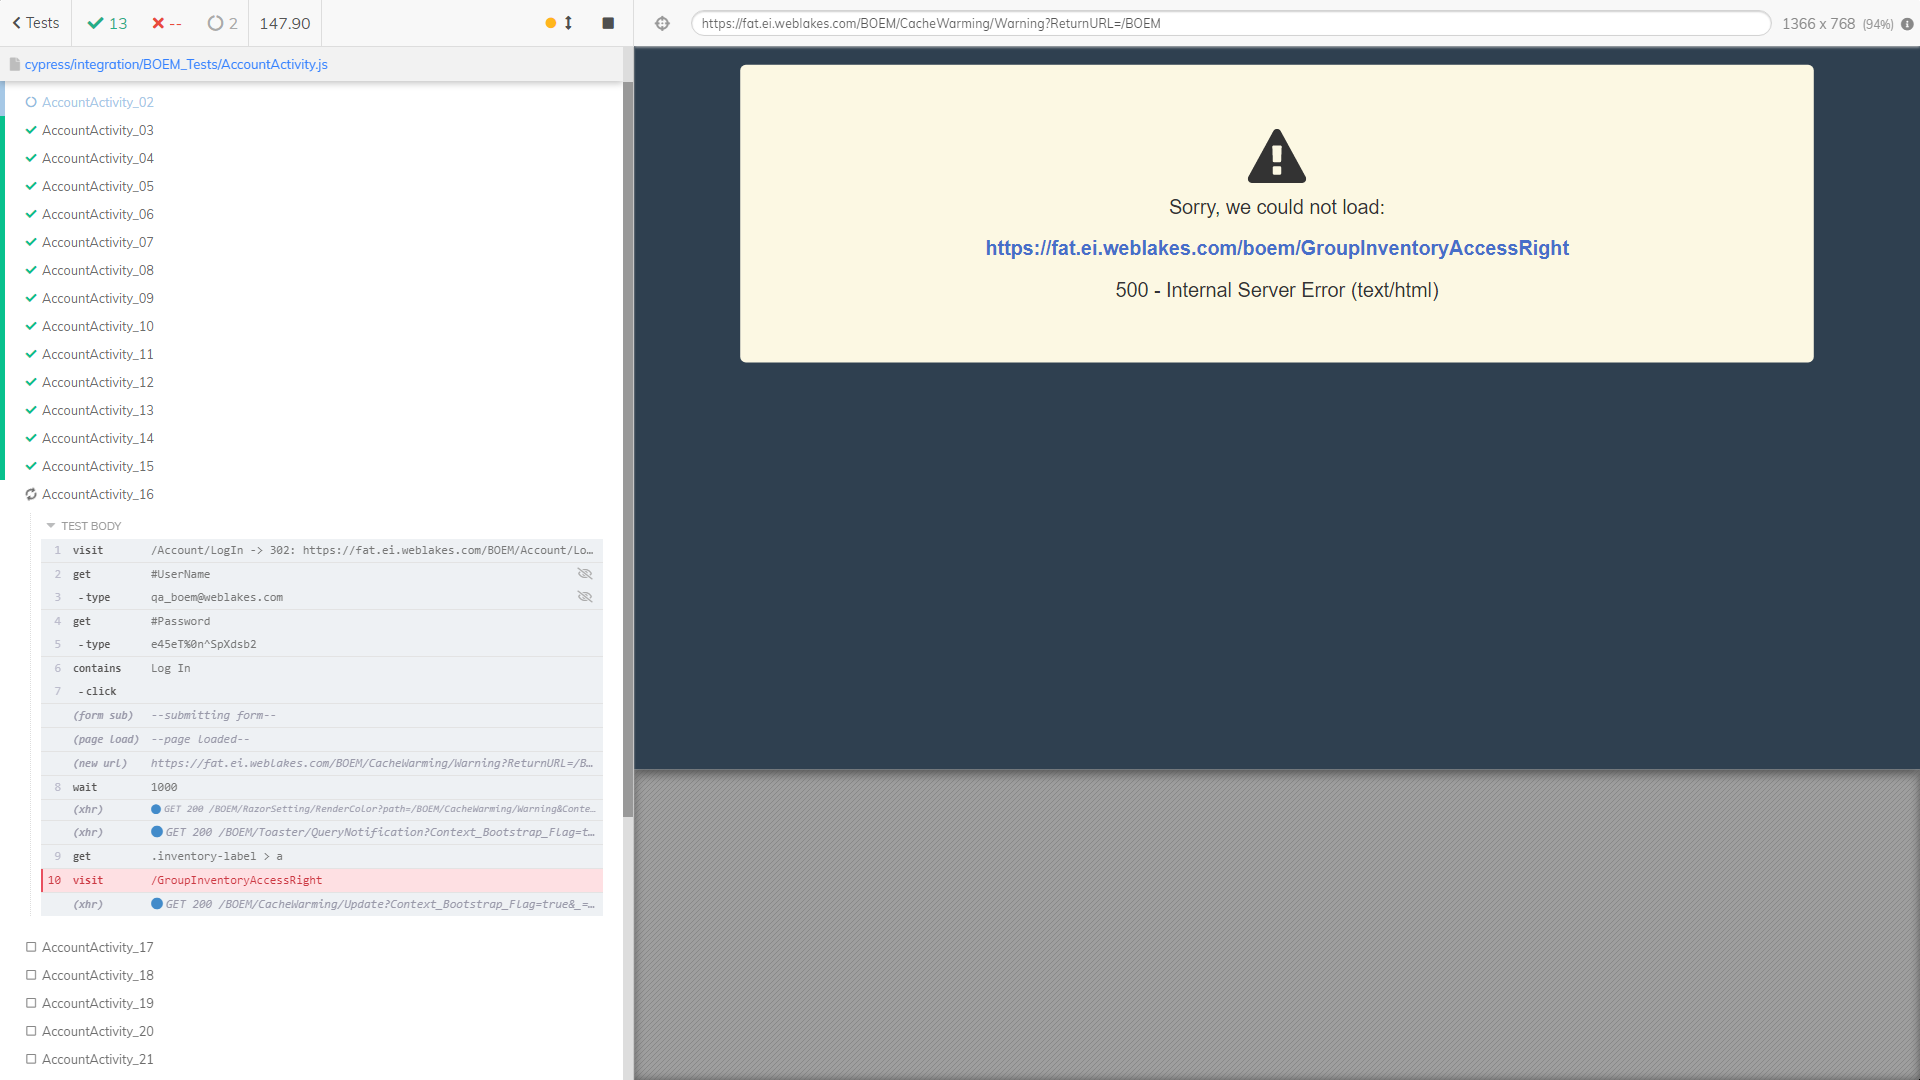 Tests
13
--
2
147.90
https://fat.ei.weblakes.com/BOEM/CacheWarming/Warning?ReturnURL=/BOEM
1366 x 768 (94%)
cypress/integration/BOEM_Tests/AccountActivity.js
AccountActivity_02
AccountActivity_03
AccountActivity_04
AccountActivity_05
AccountActivity_06
AccountActivity_07
AccountActivity_08
AccountActivity_09
AccountActivity_10
AccountActivity_11
AccountActivity_12
AccountActivity_13
AccountActivity_14
AccountActivity_15
AccountActivity_16
TEST BODY
1 visit /Account/LogIn -> 302: https://fat.ei.weblakes.com/BOEM/Account/Lo…
2 get #UserName
3 -type qa_boem@weblakes.com
4 get #Password
5 -type e45eT%0n^SpXdsb2
6 contains Log In
7 -click
(form sub) --submitting form--
(page load) --page loaded--
(new url) https://fat.ei.weblakes.com/BOEM/CacheWarming/Warning?ReturnURL=/B…
8 wait 1000
(xhr) GET 200 /BOEM/RazorSetting/RenderColor?path=/BOEM/CacheWarming/Warning&Conte…
(xhr) GET 200 /BOEM/Toaster/QueryNotification?Context_Bootstrap_Flag=t…
9 get .inventory-label > a
10 visit /GroupInventoryAccessRight
(xhr) GET 200 /BOEM/CacheWarming/Update?Context_Bootstrap_Flag=true&_=…
AccountActivity_17
AccountActivity_18
AccountActivity_19
AccountActivity_20
AccountActivity_21
Sorry, we could not load:
https://fat.ei.weblakes.com/boem/GroupInventoryAccessRight
500 - Internal Server Error (text/html)